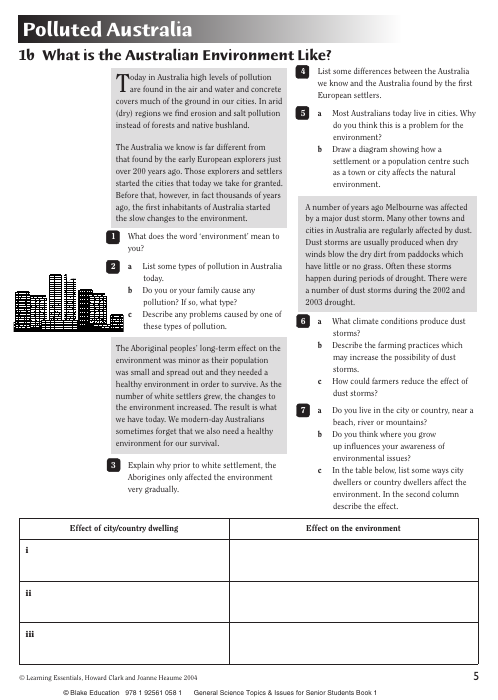 Polluted Australia
1b What is the Australian Environment Like?
Today in Australia high levels of pollution
are found in the air and water and concrete
covers much of the ground in our cities. In arid
(dry) regions we find erosion and salt pollution
instead of forests and native bushland.
The Australia we know is far different from
that found by the early European explorers just
over 200 years ago. Those explorers and settlers
started the cities that today we take for granted.
Before that, however, in fact thousands of years
ago, the first inhabitants of Australia started
the slow changes to the environment.
1 What does the word 'environment' mean to
you?
2 a List some types of pollution in Australia
today.
b Do you or your family cause any
pollution? If so, what type?
c Describe any problems caused by one of
these types of pollution.
The Aboriginal peoples' long-term effect on the
environment was minor as their population
was small and spread out and they needed a
healthy environment in order to survive. As the
number of white settlers grew, the changes to
the environment increased. The result is what
we have today. We modern-day Australians
sometimes forget that we also need a healthy
environment for our survival.
3 Explain why prior to white settlement, the
Aborigines only affected the environment
very gradually.
4 List some differences between the Australia
we know and the Australia found by the first
European settlers.
5 a Most Australians today live in cities. Why
do you think this is a problem for the
environment?
b Draw a diagram showing how a
settlement or a population centre such
as a town or city affects the natural
environment.
A number of years ago Melbourne was affected
by a major dust storm. Many other towns and
cities in Australia are regularly affected by dust.
Dust storms are usually produced when dry
winds blow the dry dirt from paddocks which
have little or no grass. Often these storms
happen during periods of drought. There were
a number of dust storms during the 2002 and
2003 drought.
6 a What climate conditions produce dust
storms?
b Describe the farming practices which
may increase the possibility of dust
storms.
c How could farmers reduce the effect of
dust storms?
7 a Do you live in the city or country, near a
beach, river or mountains?
b Do you think where you grow
up influences your awareness of
environmental issues?
c In the table below, list some ways city
dwellers or country dwellers affect the
environment. In the second column
describe the effect.
Effect of city/country dwelling Effect on the environment
i
ii
iii
© Learning Essentials, Howard Clark and Joanne Heaume 2004 5
© Blake Education 978 1 92561 058 1 General Science Topics & Issues for Senior Students Book 1